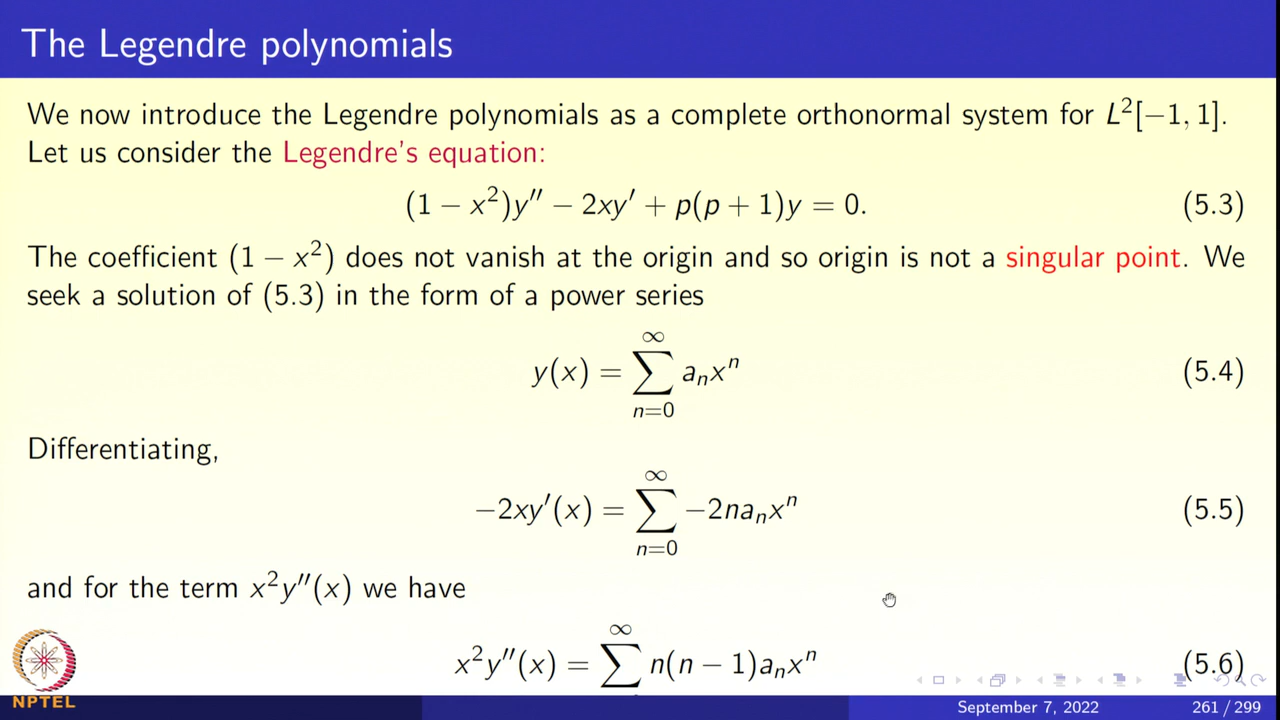 The Legendre polynomials
We now introduce the Legendre polynomials as a complete orthonormal system for L²[−1, 1].
Let us consider the Legendre's equation:
(1 − x²)y″ − 2xy′ + p(p + 1)y = 0. (5.3)
The coefficient (1 − x²) does not vanish at the origin and so origin is not a singular point. We
seek a solution of (5.3) in the form of a power series
y(x) = ∑_{n=0}^{∞} aₙxⁿ (5.4)
Differentiating,
−2xy′(x) = ∑_{n=0}^{∞} −2naₙxⁿ (5.5)
and for the term x²y″(x) we have
x²y″(x) = ∑^{∞} n(n − 1)aₙxⁿ (5.6)
NPTEL
September 7, 2022 261 / 299